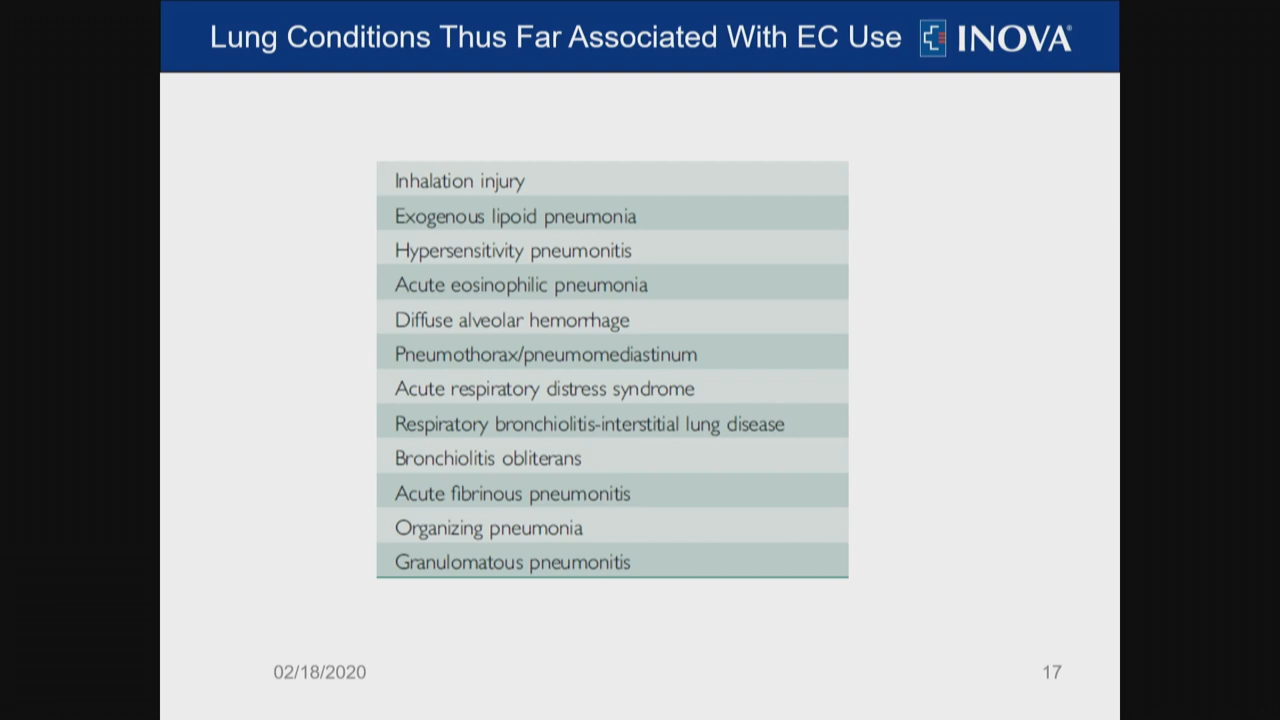 Lung Conditions Thus Far Associated With EC Use
INOVA®
Inhalation injury
Exogenous lipoid pneumonia
Hypersensitivity pneumonitis
Acute eosinophilic pneumonia
Diffuse alveolar hemorrhage
Pneumothorax/pneumomediastinum
Acute respiratory distress syndrome
Respiratory bronchiolitis-interstitial lung disease
Bronchiolitis obliterans
Acute fibrinous pneumonitis
Organizing pneumonia
Granulomatous pneumonitis
02/18/2020
17